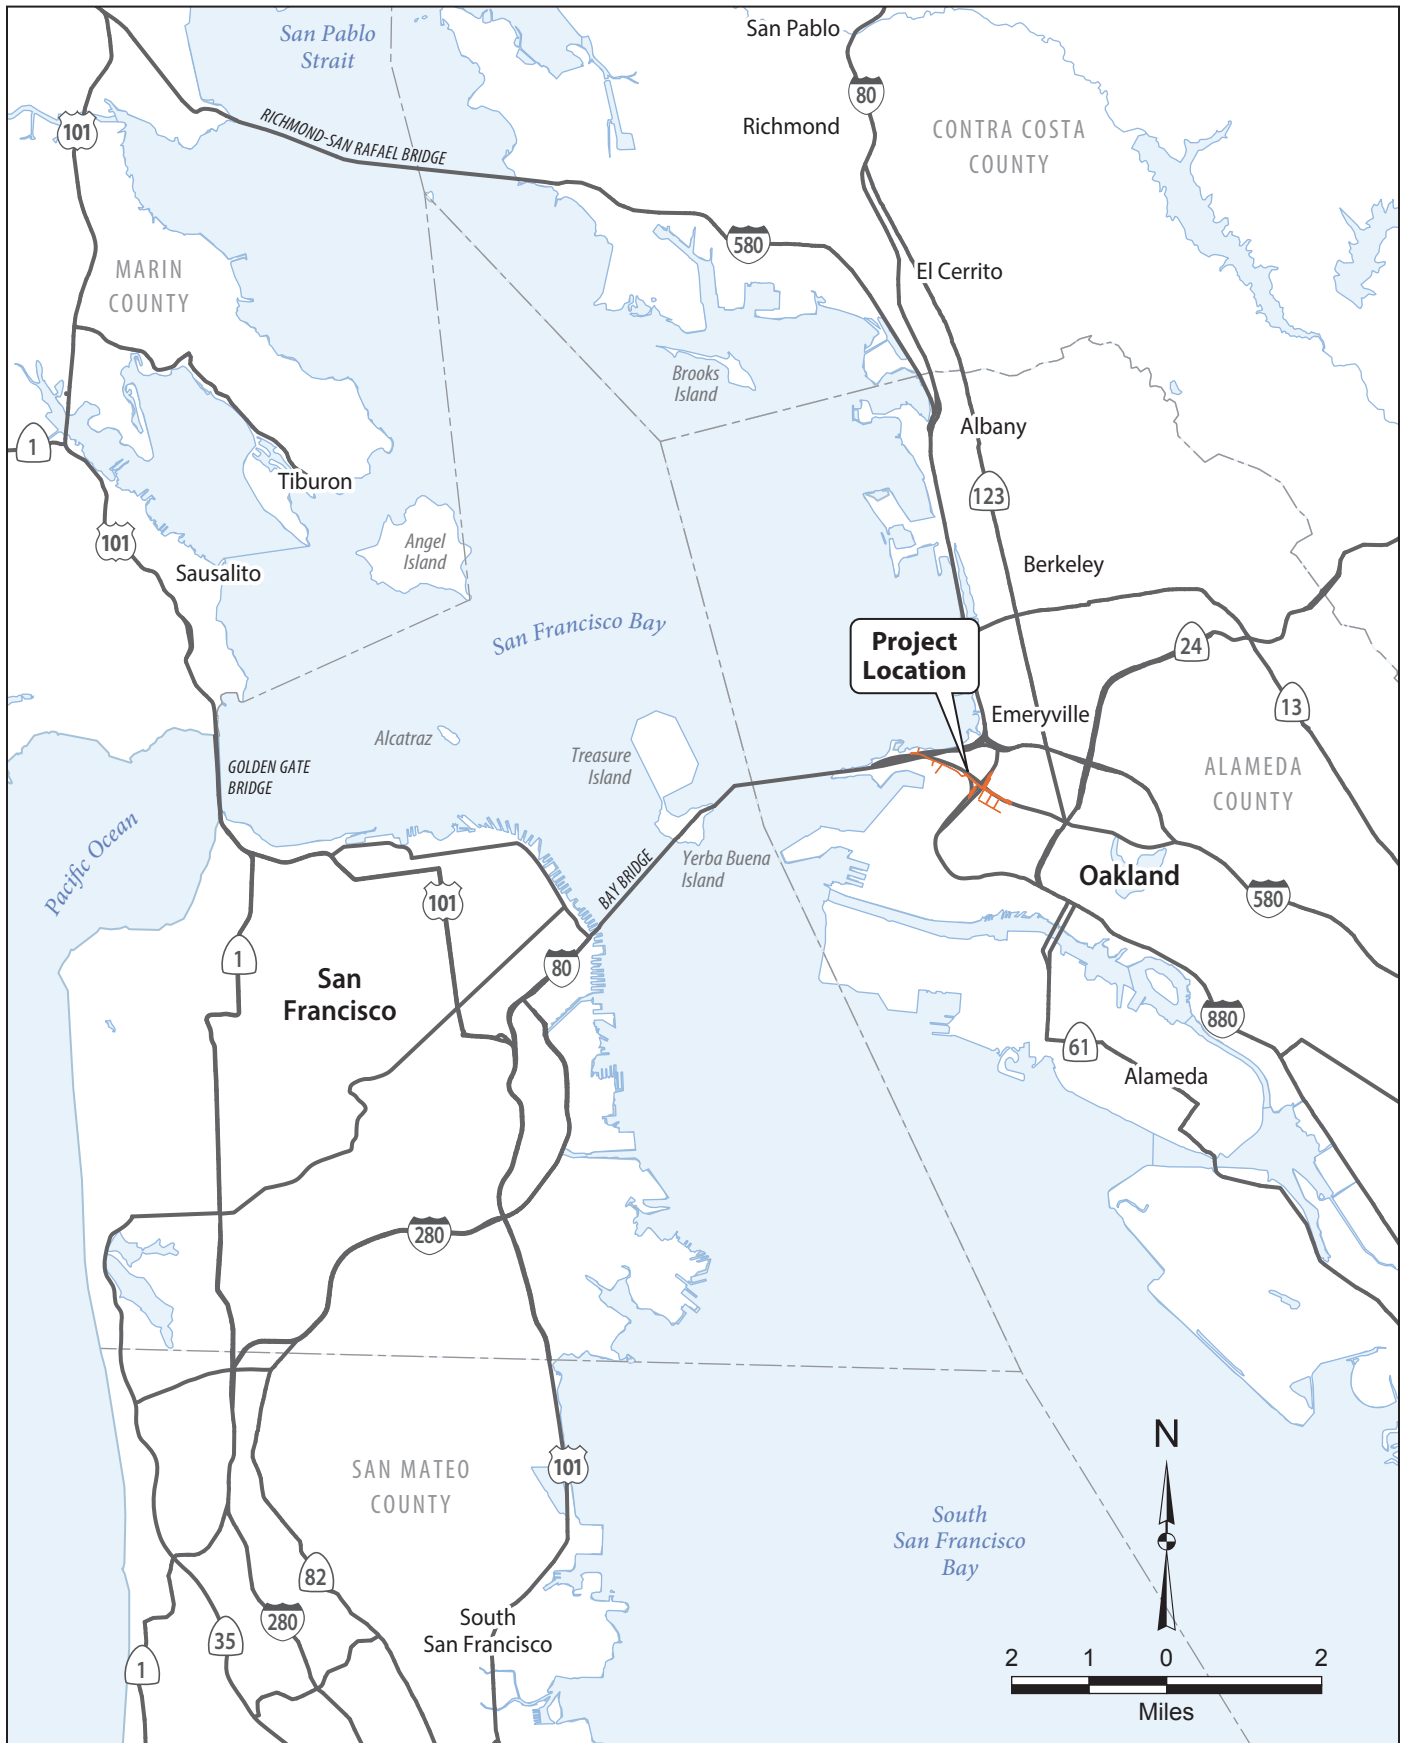 San Pablo
Strait
San Pablo
80
101
RICHMOND-SAN RAFAEL BRIDGE
Richmond
CONTRA COSTA
COUNTY
580
MARIN
COUNTY
El Cerrito
Brooks
Island
1
Albany
Tiburon
123
101
Angel
Island
Sausalito
Berkeley
San Francisco Bay
Project
Location
24
13
Emeryville
Alcatraz
Treasure
Island
GOLDEN GATE
BRIDGE
ALAMEDA
COUNTY
Pacific Ocean
Yerba Buena
Island
BAY BRIDGE
Oakland
580
101
1
80
San
Francisco
880
61
Alameda
280
SAN MATEO
COUNTY
101
N
South
San Francisco
Bay
82
280
35
South
San Francisco
1
2 1 0 2
Miles